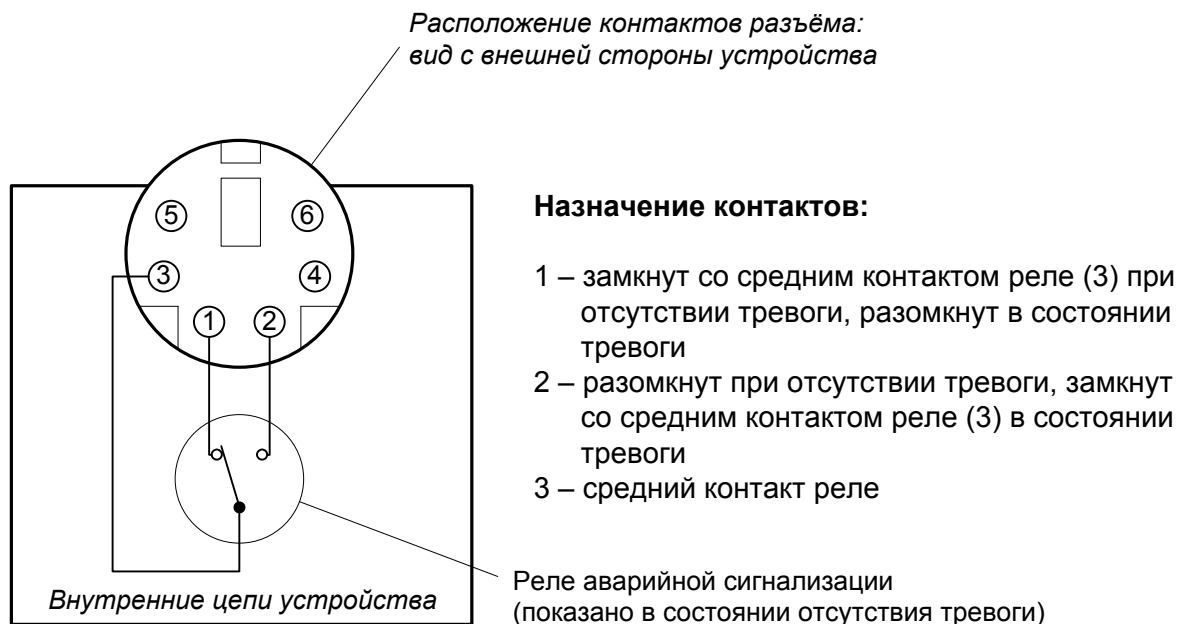 Расположение контактов разъёма:
вид с внешней стороны устройства
5
6
3
4
1
2
Назначение контактов:
1 – замкнут со средним контактом реле (3) при
отсутствии тревоги, разомкнут в состоянии
тревоги
2 – разомкнут при отсутствии тревоги, замкнут
со средним контактом реле (3) в состоянии
тревоги
3 – средний контакт реле
Внутренние цепи устройства
Реле аварийной сигнализации
(показано в состоянии отсутствия тревоги)